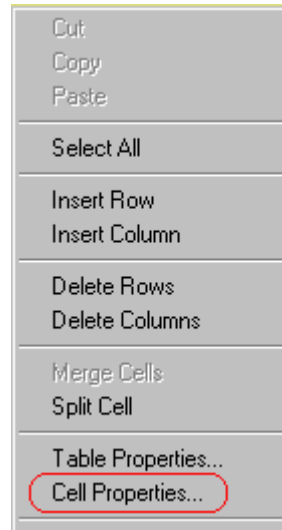 Cut
Copy
Paste
Select All
Insert Row
Insert Column
Delete Rows
Delete Columns
Merge Cells
Split Cell
Table Properties...
Cell Properties...